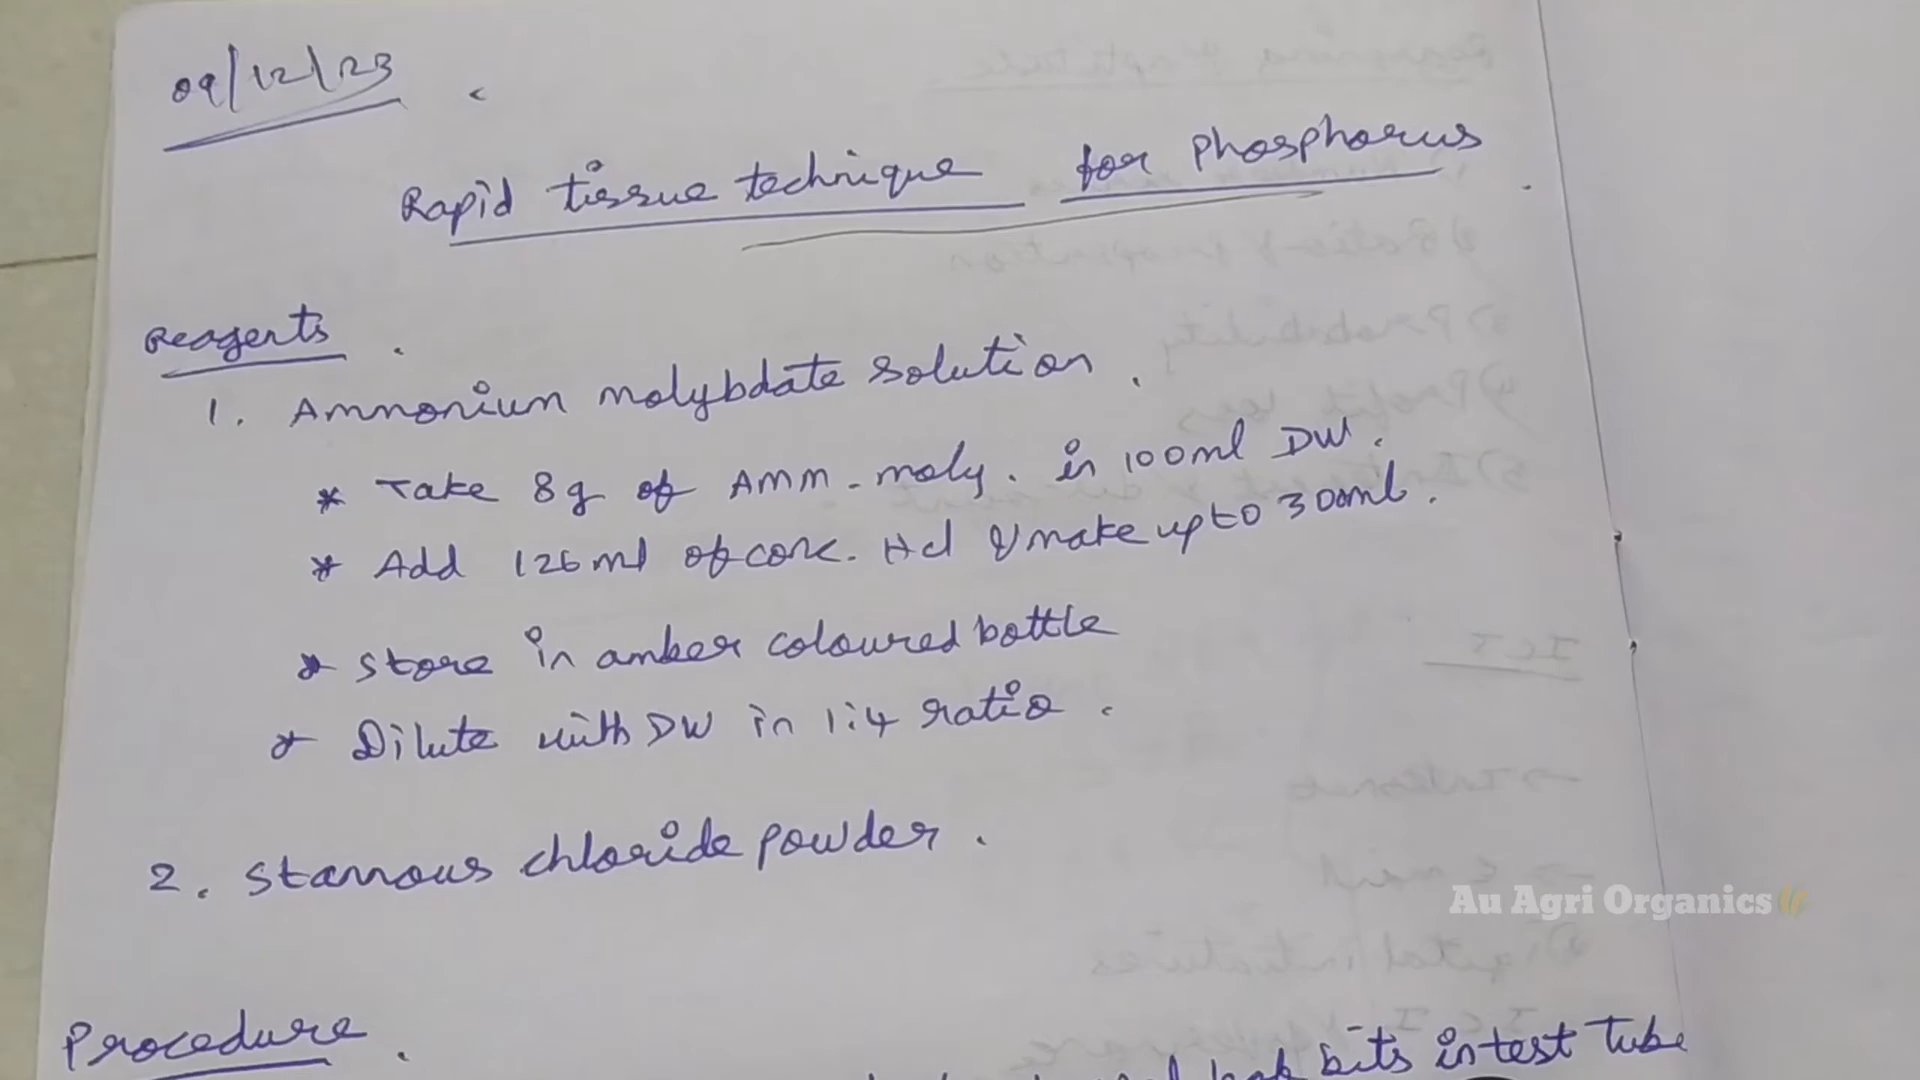 09/12/23
Rapid tissue technique for phosphorus
Reagents
1. Ammonium molybdate solution.
* Take 8g of Amm. moly. in 100ml DW.
* Add 126ml of conc. Hcl & make upto 300ml.
* Store in amber coloured bottle
* Dilute with DW in 1:4 ratio.
2. Stannous chloride powder.
Au Agri Organics
Procedure.
bits in test tube